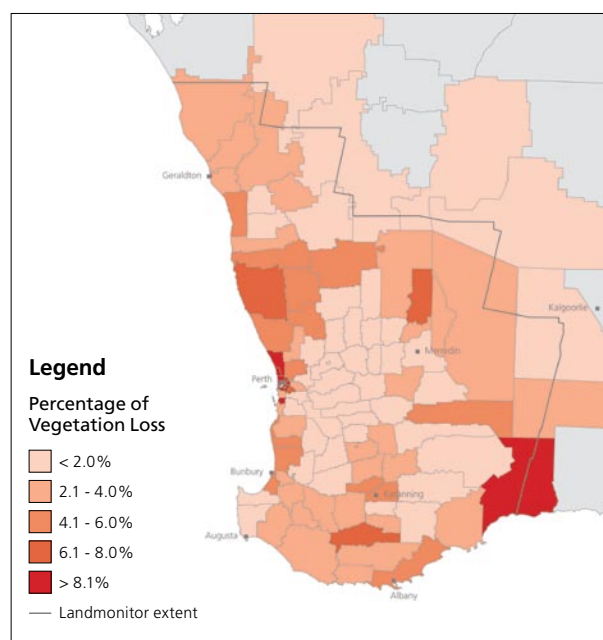 Geraldton
Kalgoorlie
Merredin
Perth
Bunbury
Katanning
Augusta
Albany
Legend
Percentage of
Vegetation Loss
< 2.0%
2.1 - 4.0%
4.1 - 6.0%
6.1 - 8.0%
> 8.1%
Landmonitor extent